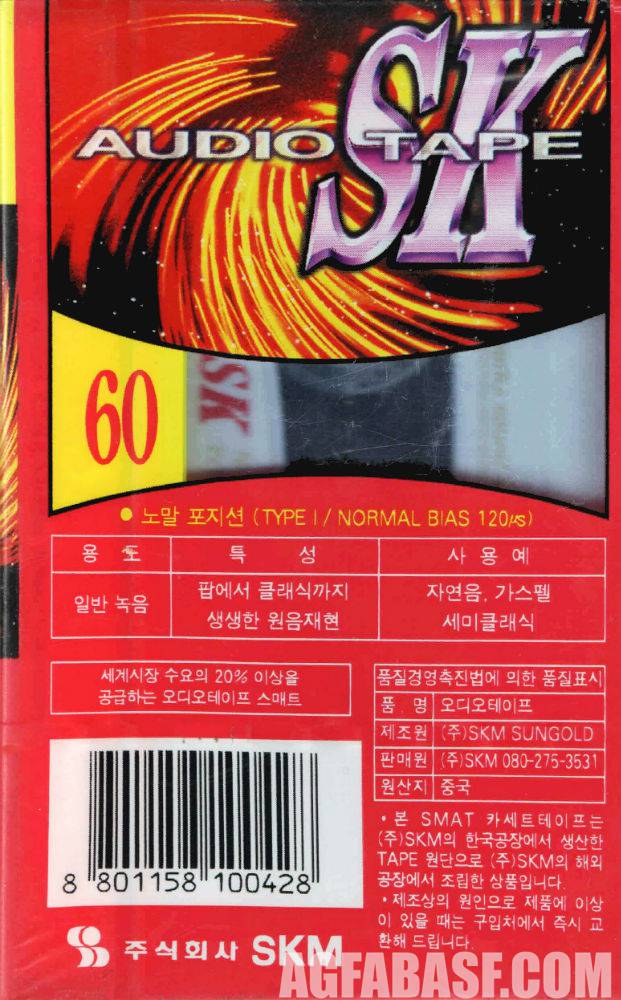 SK
AUDIO TAPE
60
SK
● 노말 포지션 (TYPE I / NORMAL BIAS 120㎲)
용 도 특 성 사 용 예
일반 녹음 팝에서 클래식까지 자연음, 가스펠
생생한 원음재현 세미클래식
세계시장 수요의 20% 이상을
공급하는 오디오테이프 스매트
품질경영촉진법에 의한 품질표시
품 명 오디오테이프
제조원 (주)SKM SUNGOLD
판매원 (주)SKM 080-275-3531
원산지 중국
• 본 SMAT 카세트테이프는
(주)SKM의 한국공장에서 생산한
TAPE 원단으로 (주)SKM의 해외
공장에서 조립한 상품입니다.
• 제조상의 원인으로 제품에 이상
이 있을 때는 구입처에서 즉시 교
환해 드립니다.
8 801158 100428
주식회사 SKM
AGFABASF.COM